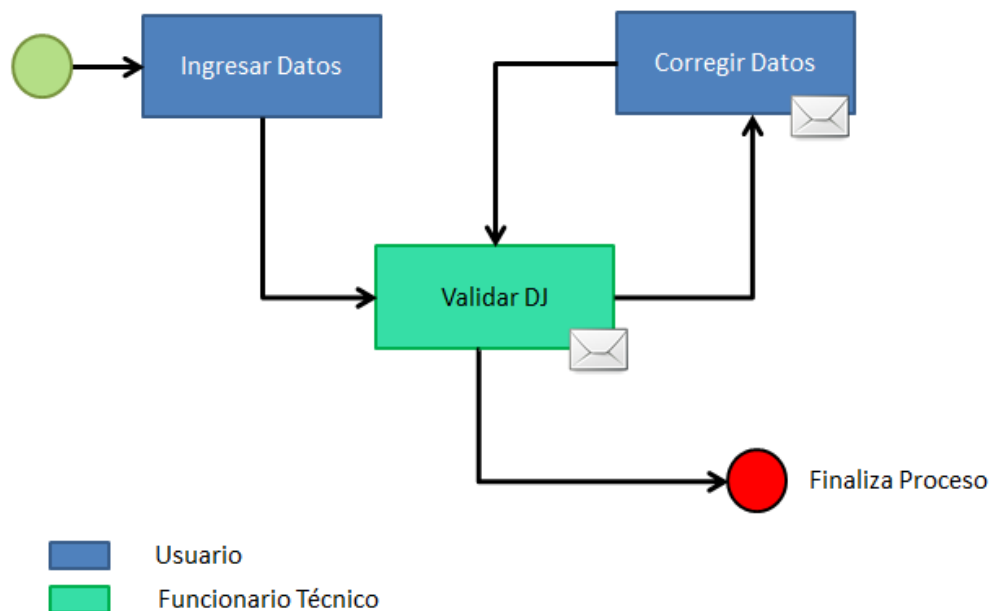 Ingresar Datos
Corregir Datos
Validar DJ
Finaliza Proceso
Usuario
Funcionario Técnico